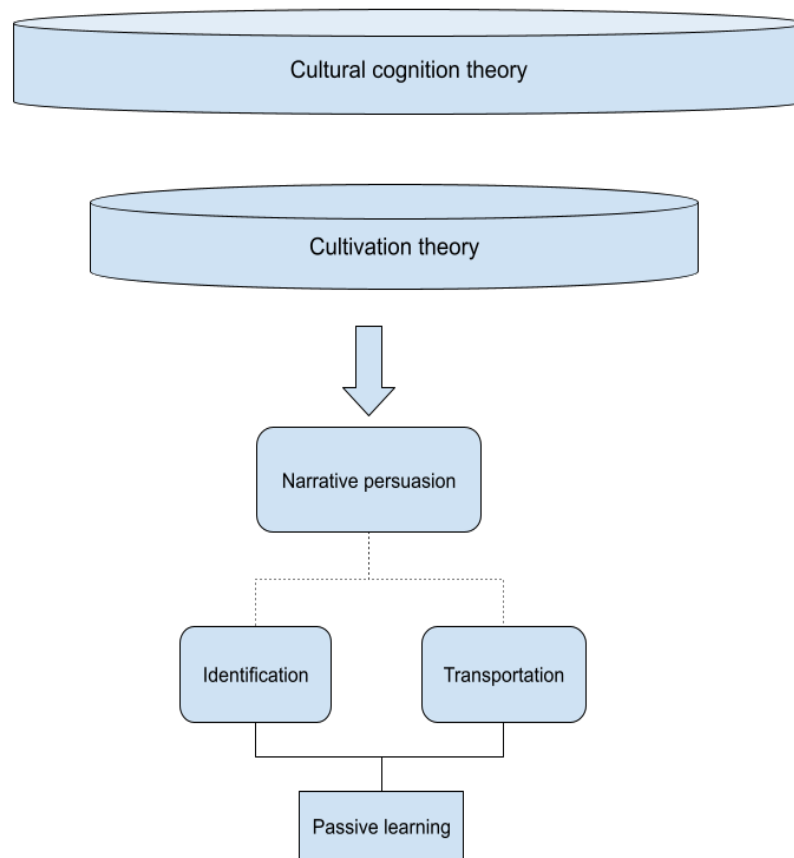 Cultural cognition theory
Cultivation theory
Narrative persuasion
Identification
Transportation
Passive learning